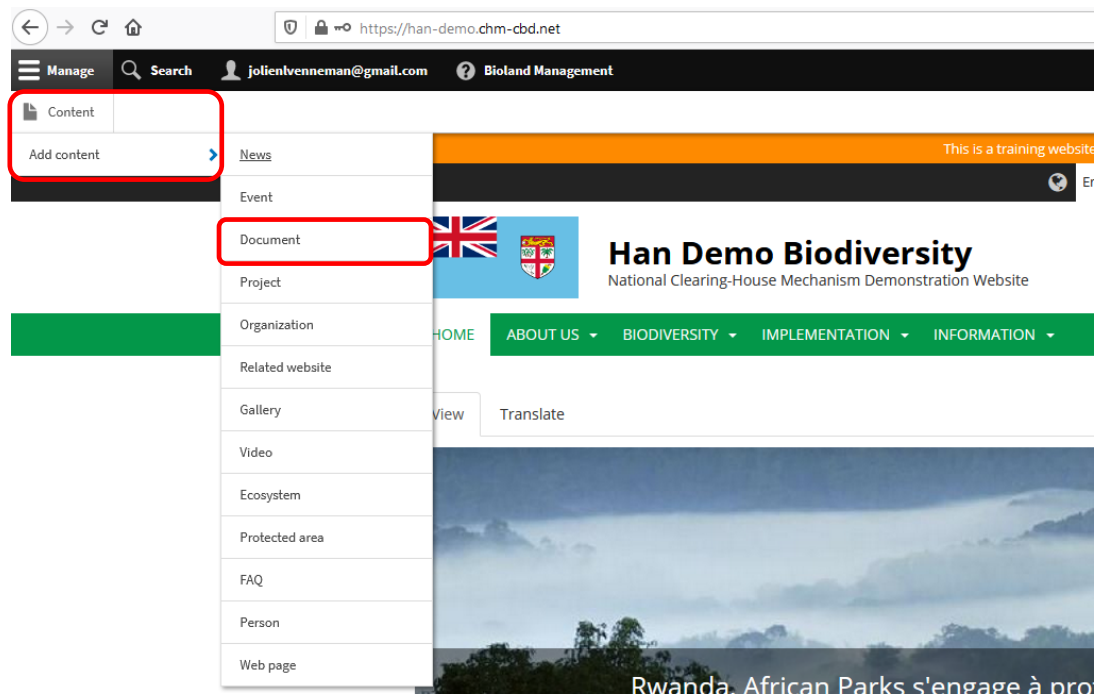 https://han-demo.chm-cbd.net
Manage Search jolienlvenneman@gmail.com Bioland Management
Content
Add content
News
Event
Document
Project
Organization
Related website
Gallery
Video
Ecosystem
Protected area
FAQ
Person
Web page
This is a training website
Han Demo Biodiversity
National Clearing-House Mechanism Demonstration Website
HOME ABOUT US BIODIVERSITY IMPLEMENTATION INFORMATION
View Translate
Rwanda, African Parks s'engage à